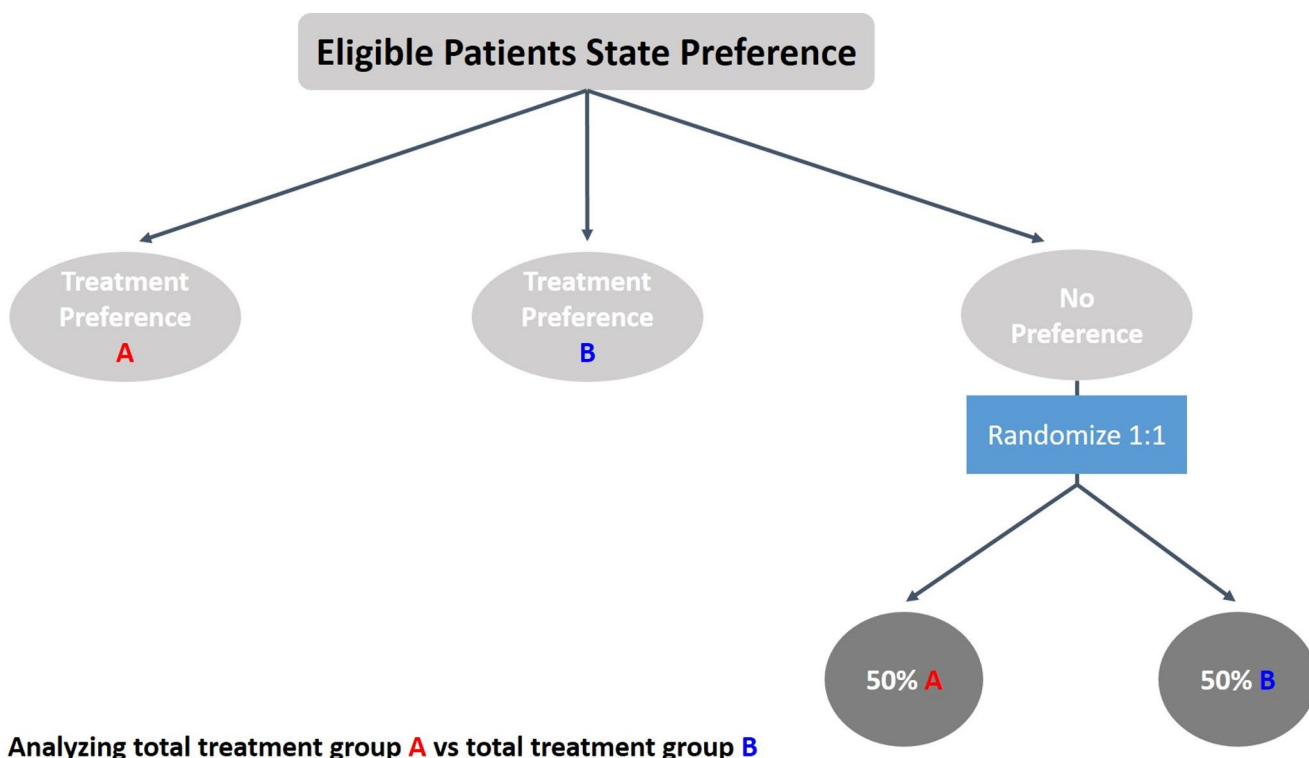 Eligible Patients State Preference
Treatment
Preference
A
Treatment
Preference
B
No
Preference
Randomize 1:1
50% A
50% B
Analyzing total treatment group A vs total treatment group B